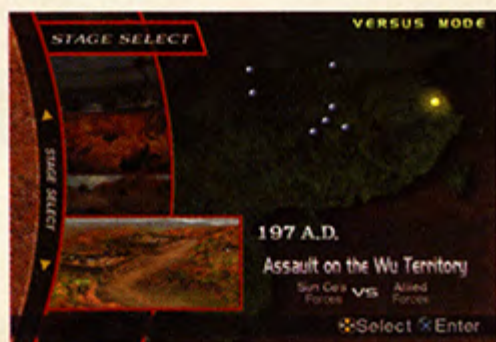 VERSUS MODE
STAGE SELECT
STAGE SELECT
197 A.D.
Assault on the Wu Territory
Sun Ce's Forces VS Allied Forces
Select Enter